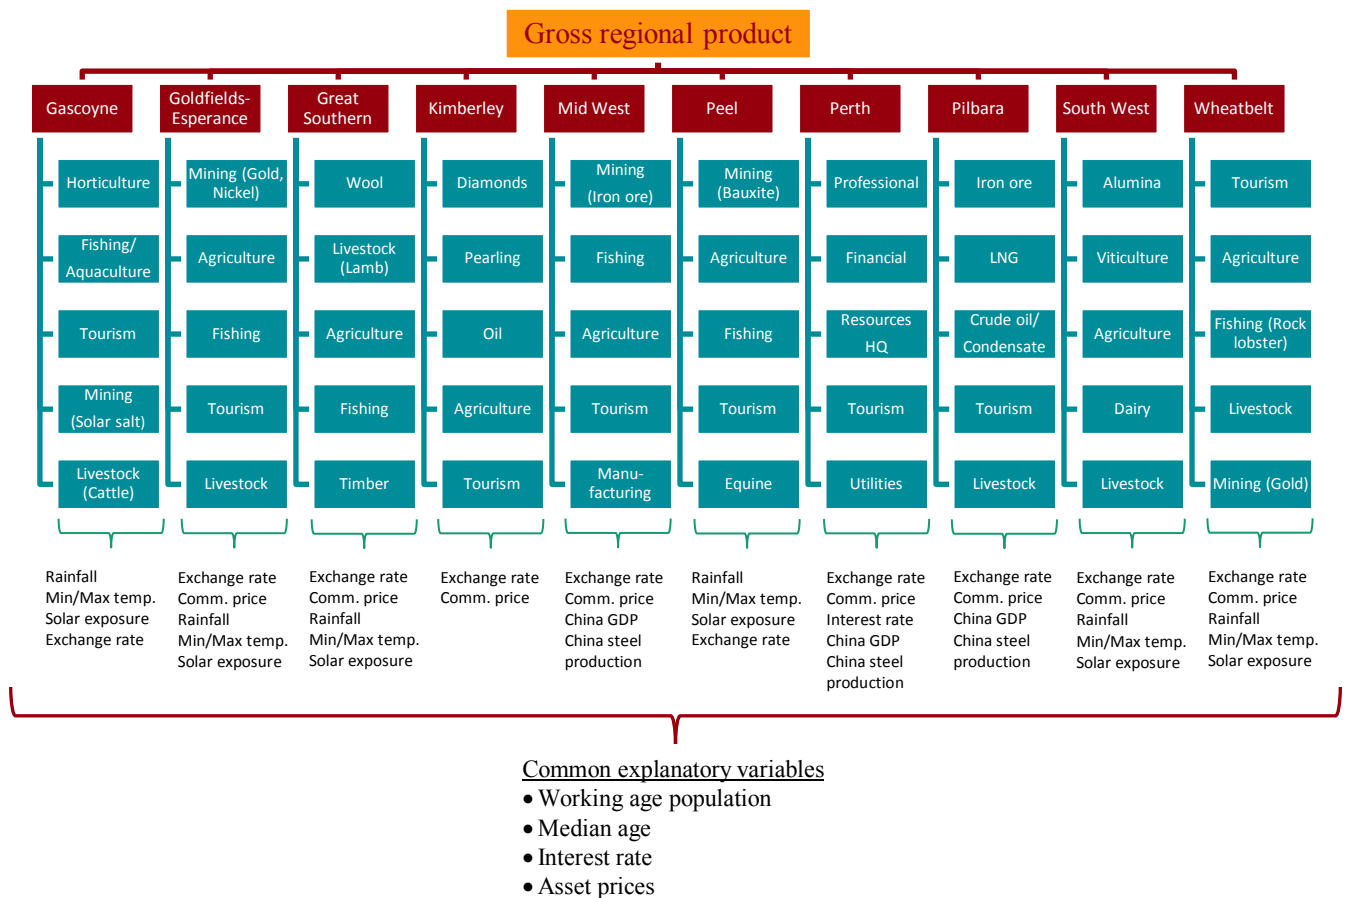 Gross regional product
Gascoyne
Goldfields-
Esperance
Great
Southern
Kimberley
Mid West
Peel
Perth
Pilbara
South West
Wheatbelt
Horticulture
Mining (Gold,
Nickel)
Wool
Diamonds
Mining
(Iron ore)
Mining
(Bauxite)
Professional
Iron ore
Alumina
Tourism
Fishing/
Aquaculture
Agriculture
Livestock
(Lamb)
Pearling
Fishing
Agriculture
Financial
LNG
Viticulture
Agriculture
Tourism
Fishing
Agriculture
Oil
Agriculture
Fishing
Resources
HQ
Crude oil/
Condensate
Agriculture
Fishing (Rock
lobster)
Mining
(Solar salt)
Tourism
Fishing
Agriculture
Tourism
Tourism
Tourism
Tourism
Dairy
Livestock
Livestock
(Cattle)
Livestock
Timber
Tourism
Manu-
facturing
Equine
Utilities
Livestock
Livestock
Mining (Gold)
Rainfall
Min/Max temp.
Solar exposure
Exchange rate
Exchange rate
Comm. price
Rainfall
Min/Max temp.
Solar exposure
Exchange rate
Comm. price
Rainfall
Min/Max temp.
Solar exposure
Exchange rate
Comm. price
Exchange rate
Comm. price
China GDP
China steel
production
Rainfall
Min/Max temp.
Solar exposure
Exchange rate
Exchange rate
Comm. price
Interest rate
China GDP
China steel
production
Exchange rate
Comm. price
China GDP
China steel
production
Exchange rate
Comm. price
Rainfall
Min/Max temp.
Solar exposure
Exchange rate
Comm. price
Rainfall
Min/Max temp.
Solar exposure
Common explanatory variables
• Working age population
• Median age
• Interest rate
• Asset prices